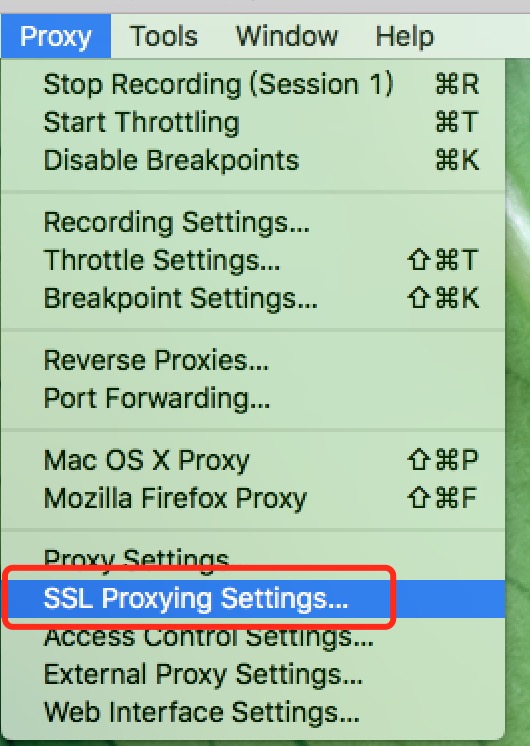 Proxy Tools Window Help
Stop Recording (Session 1) ⌘R
Start Throttling ⌘T
Disable Breakpoints ⌘K
Recording Settings...
Throttle Settings... ⇧⌘T
Breakpoint Settings... ⇧⌘K
Reverse Proxies...
Port Forwarding...
Mac OS X Proxy ⇧⌘P
Mozilla Firefox Proxy ⇧⌘F
Proxy Settings
SSL Proxying Settings...
Access Control Settings...
External Proxy Settings...
Web Interface Settings...